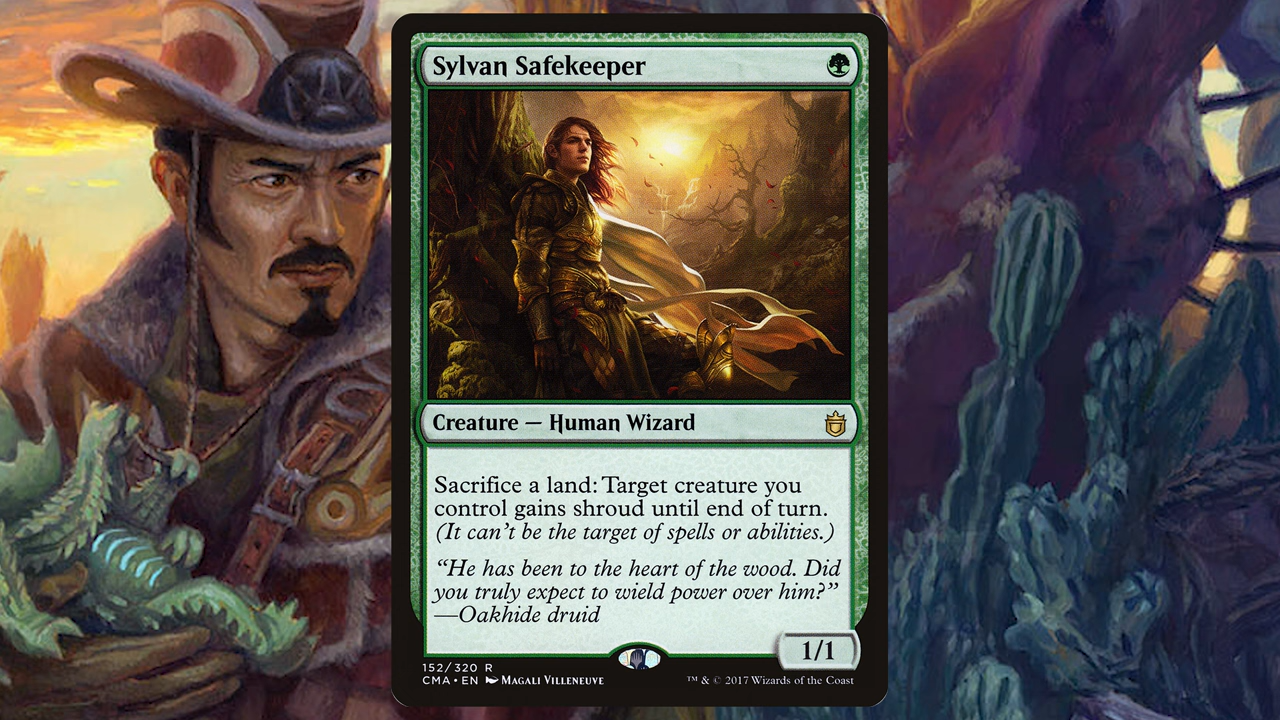 Sylvan Safekeeper
Creature — Human Wizard
Sacrifice a land: Target creature you
control gains shroud until end of turn.
(It can't be the target of spells or abilities.)
“He has been to the heart of the wood. Did
you truly expect to wield power over him?”
—Oakhide druid
1/1
152/320 R
CMA • EN Magali Villeneuve
™ & © 2017 Wizards of the Coast